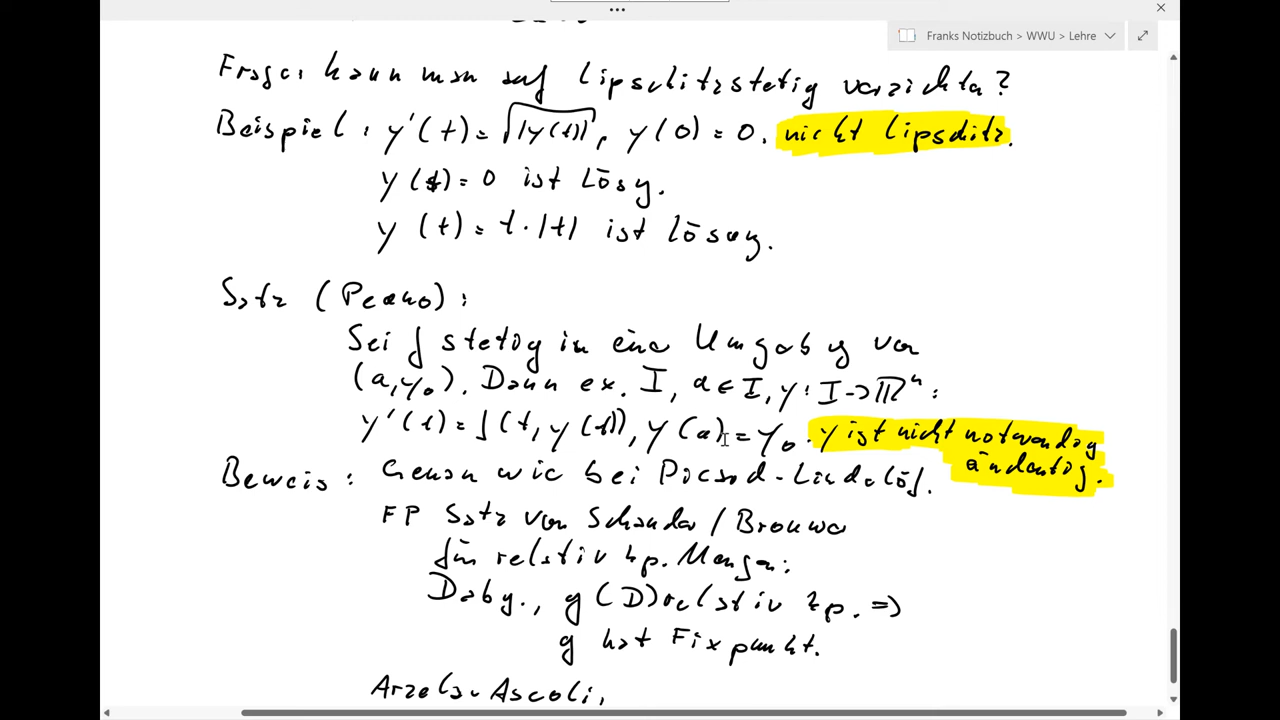 Franks Notizbuch > WWU > Lehre
Frage: kann man auf Lipschitzstetig verzichten?
Beispiel: y'(t) = √|y(t)|, y(0) = 0. nicht Lipschitz.
y(t) = 0 ist Lösg.
y(t) = t·|t| ist Lösung.
Satz (Peano):
Sei f stetig in einer Umgebung von
(a,y₀). Dann ex. I, a ∈ I, y: I → ℝⁿ:
y'(t) = f(t, y(t)), y(a) = y₀. y ist nicht notwendig
eindeutig.
Beweis: Genau wie bei Picard-Lindelöf.
FP Satz von Schauder/Brouwer
für relativ kp. Mengen:
D abg., g(D) relativ kp. ⇒
g hat Fixpunkt.
Arzela-Ascoli,